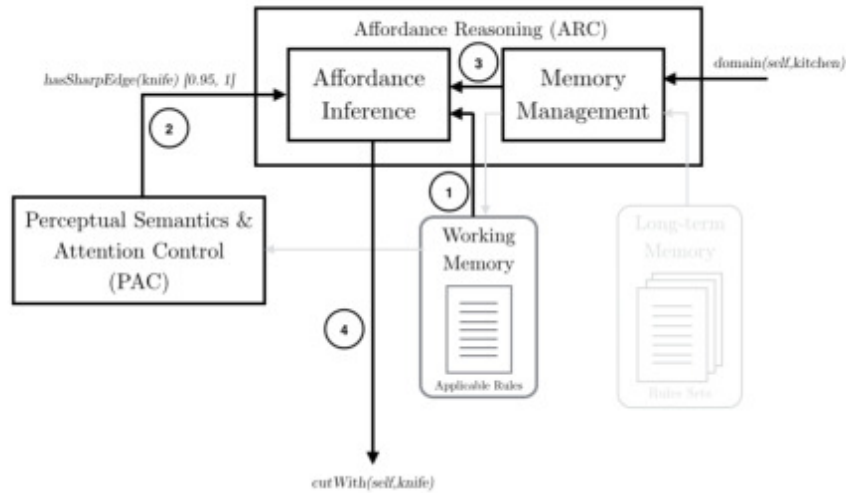 Affordance Reasoning (ARC)
hasSharpEdge(knife) [0.95, 1]
Affordance
Inference
3
Memory
Management
domain(self,kitchen)
2
1
Perceptual Semantics &
Attention Control
(PAC)
Working
Memory
Applicable Rules
Long-term
Memory
Rules Sets
4
cutWith(self,knife)